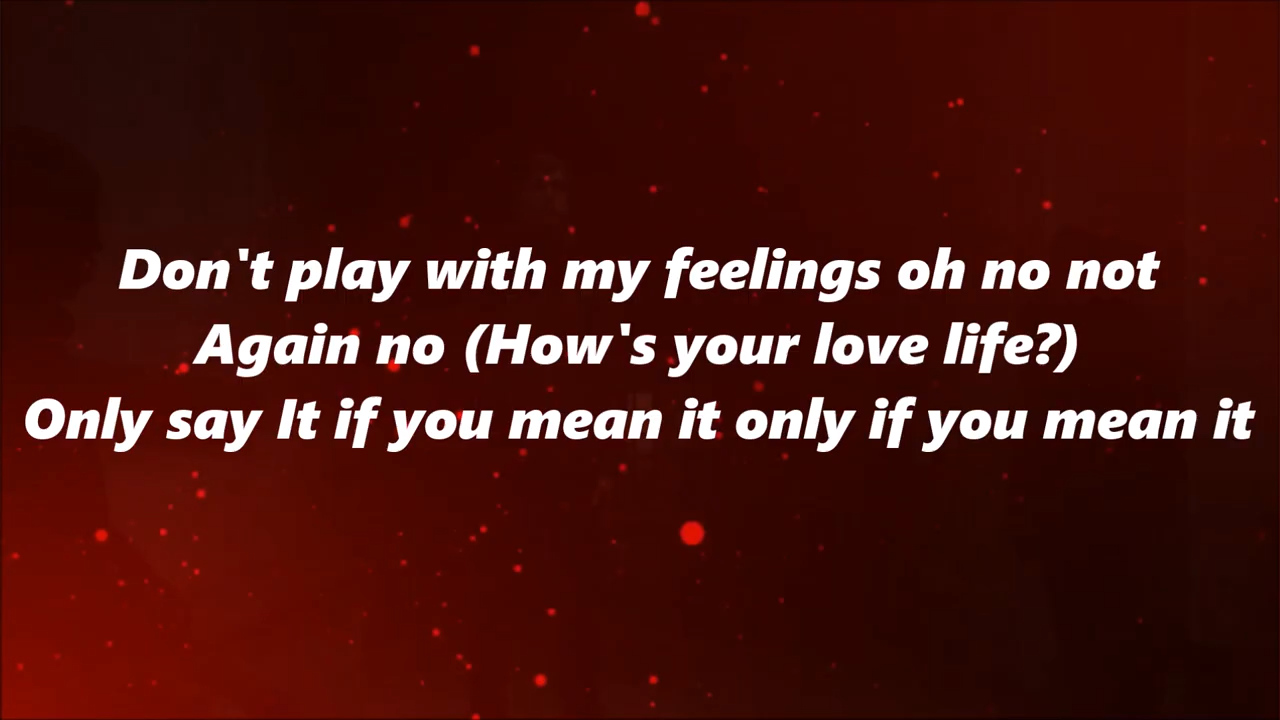 Don't play with my feelings oh no not
Again no (How's your love life?)
Only say It if you mean it only if you mean it